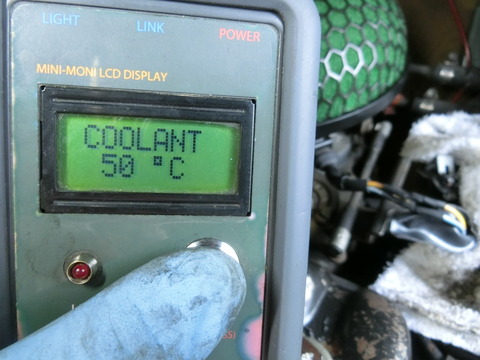 LIGHT LINK POWER
MINI-MONI LCD DISPLAY
COOLANT
50 °C